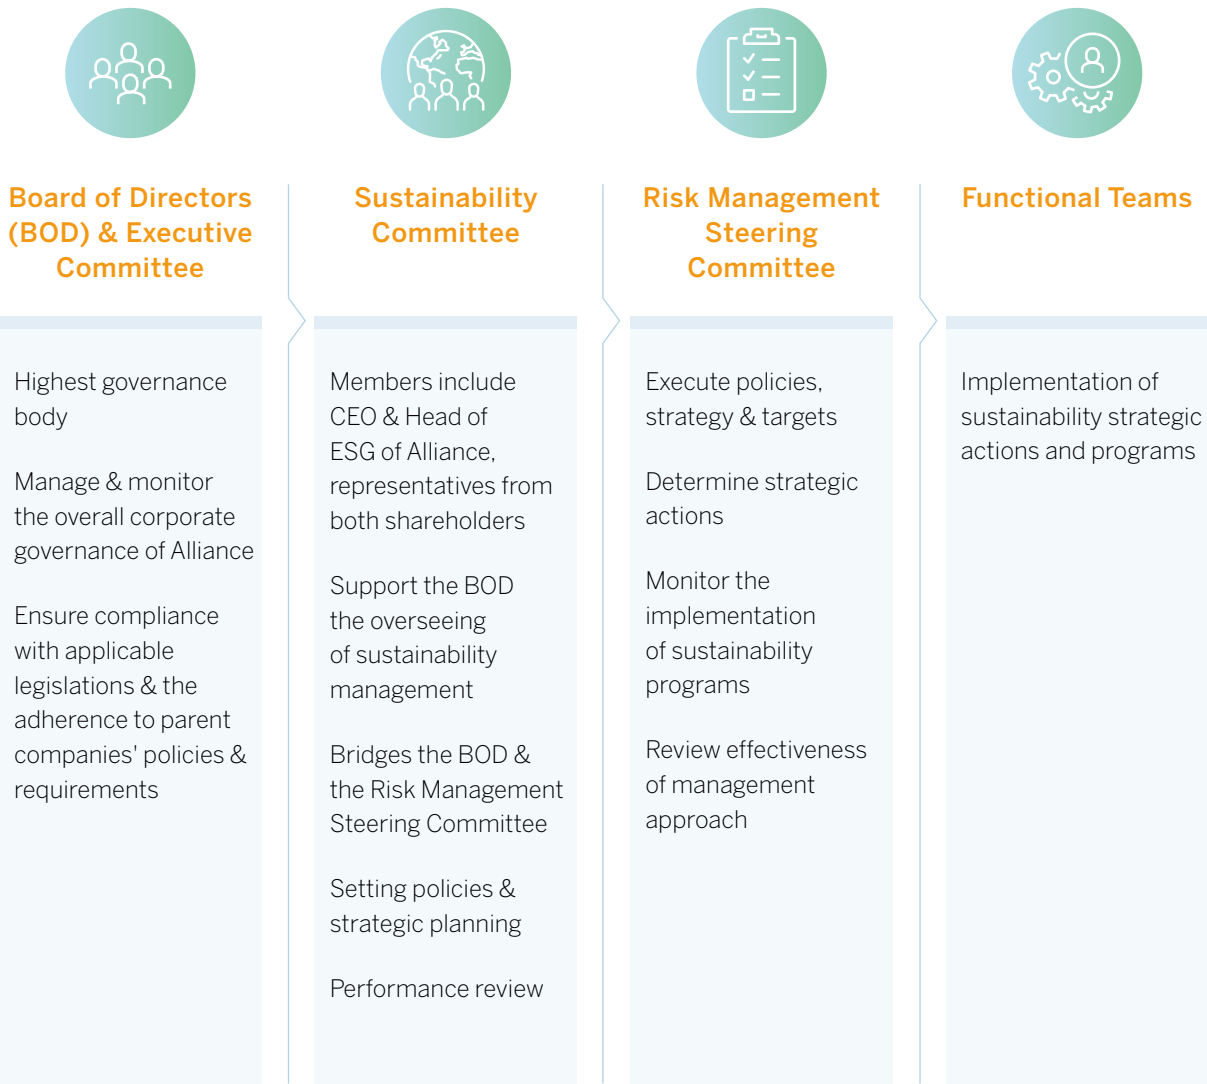 Board of Directors
(BOD) & Executive
Committee
Highest governance
body
Manage & monitor
the overall corporate
governance of Alliance
Ensure compliance
with applicable
legislations & the
adherence to parent
companies' policies &
requirements
Sustainability
Committee
Members include
CEO & Head of
ESG of Alliance,
representatives from
both shareholders
Support the BOD
the overseeing
of sustainability
management
Bridges the BOD &
the Risk Management
Steering Committee
Setting policies &
strategic planning
Performance review
Risk Management
Steering
Committee
Execute policies,
strategy & targets
Determine strategic
actions
Monitor the
implementation
of sustainability
programs
Review effectiveness
of management
approach
Functional Teams
Implementation of
sustainability strategic
actions and programs